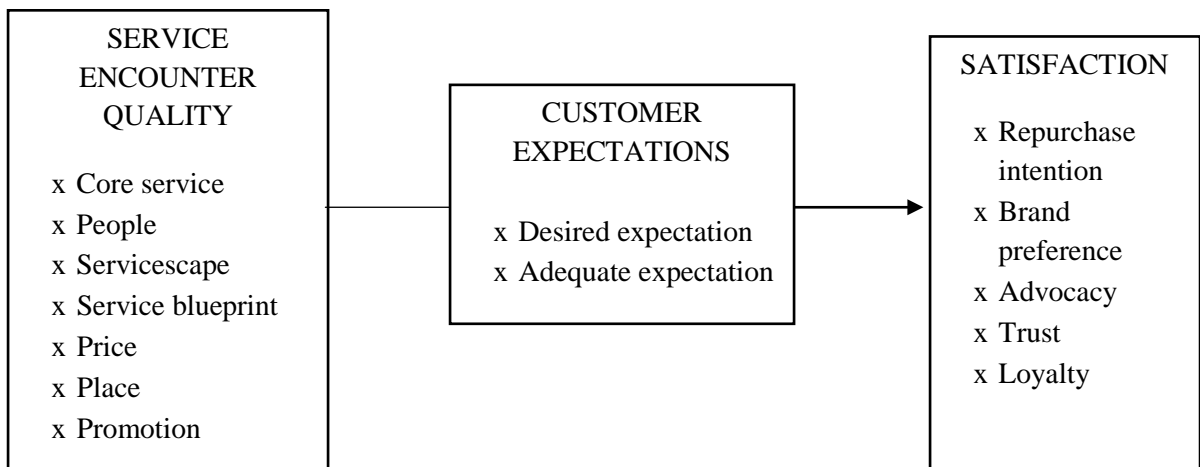 SERVICE
ENCOUNTER
QUALITY
x Core service
x People
x Servicescape
x Service blueprint
x Price
x Place
x Promotion
CUSTOMER
EXPECTATIONS
x Desired expectation
x Adequate expectation
SATISFACTION
x Repurchase
intention
x Brand
preference
x Advocacy
x Trust
x Loyalty